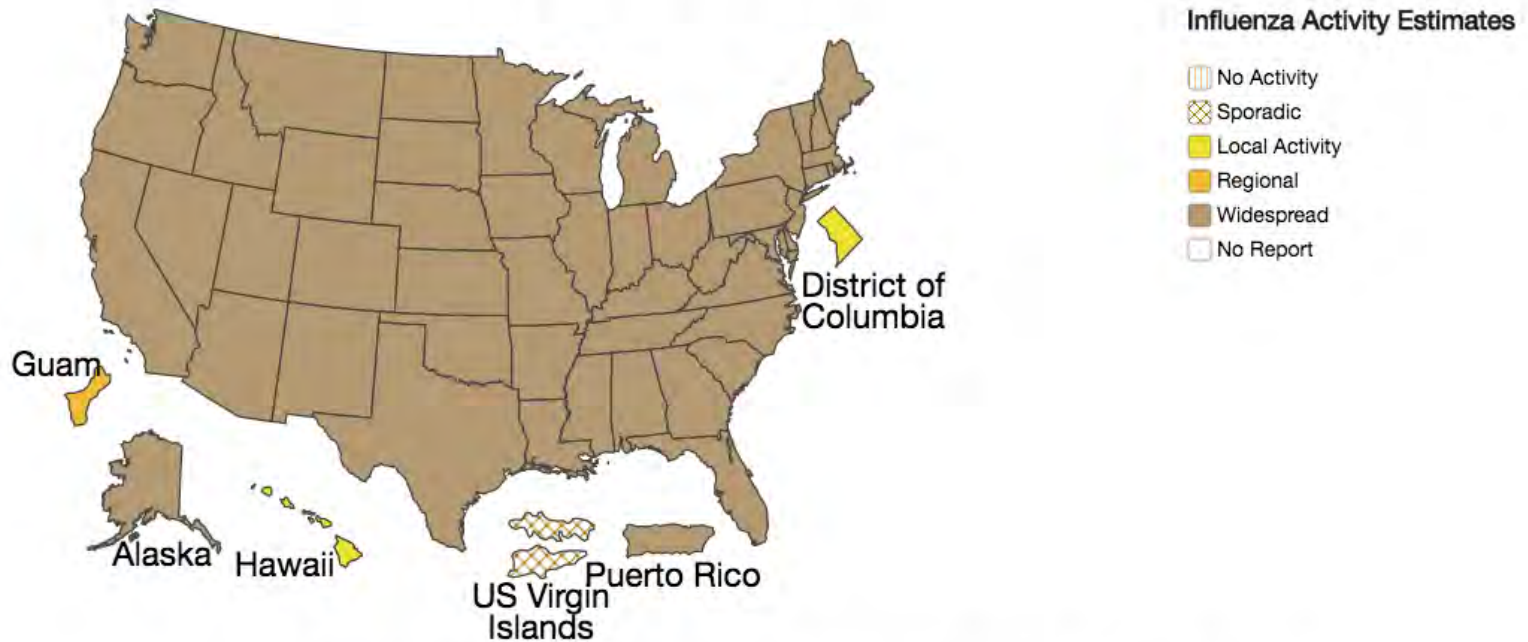 Influenza Activity Estimates
No Activity
Sporadic
Local Activity
Regional
Widespread
No Report
District of
Columbia
Guam
Alaska
Hawaii
US Virgin
Islands
Puerto Rico